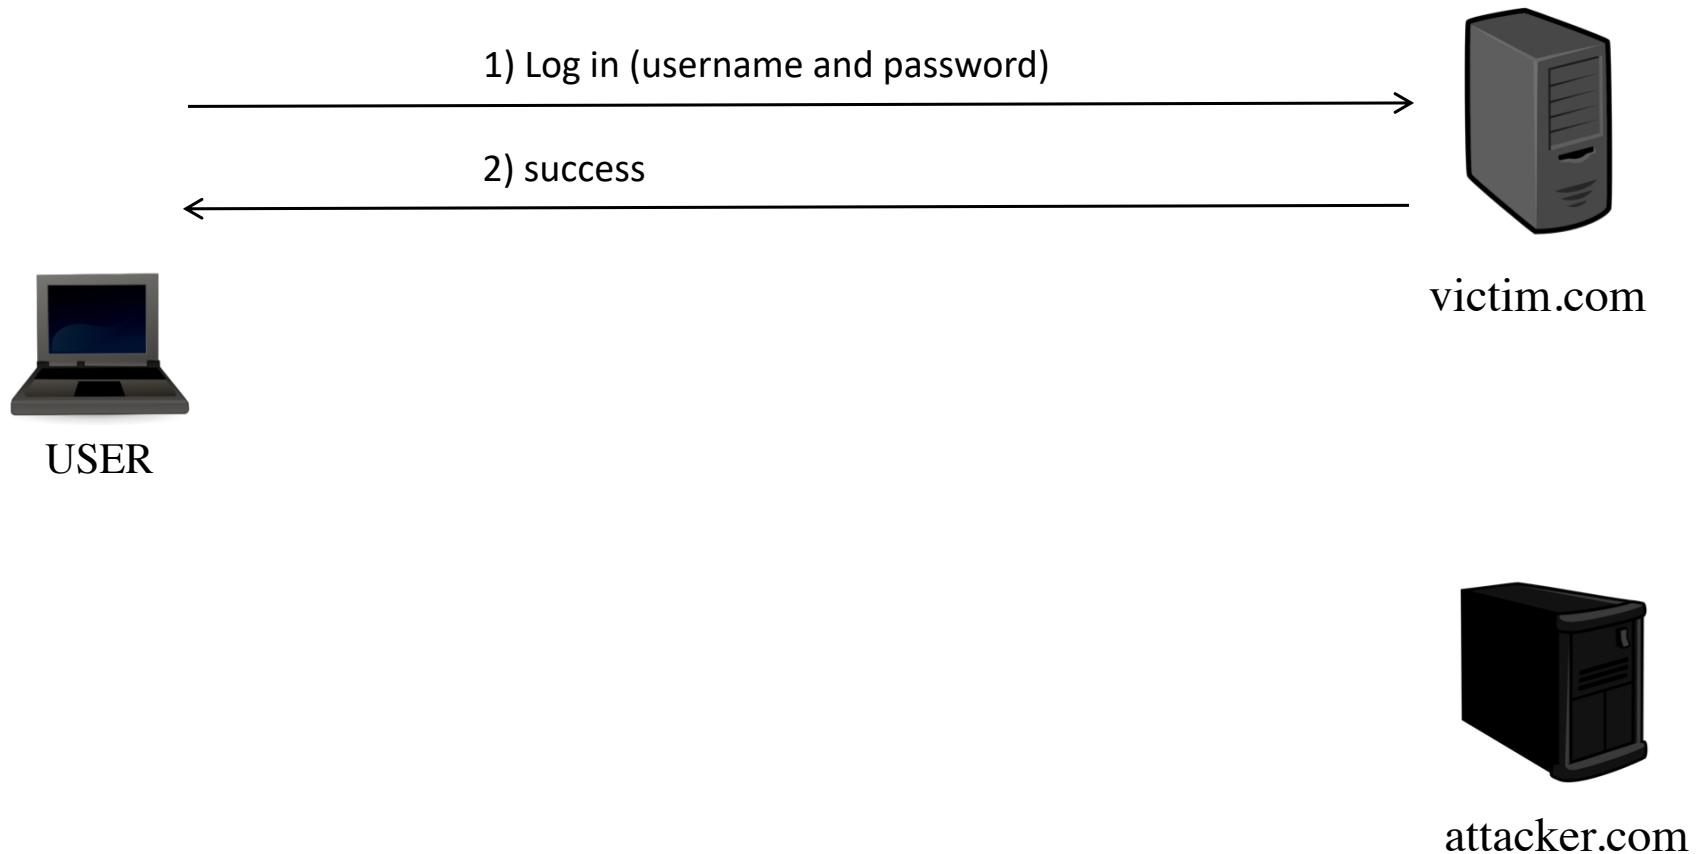 1) Log in (username and password)
2) success
victim.com
USER
attacker.com